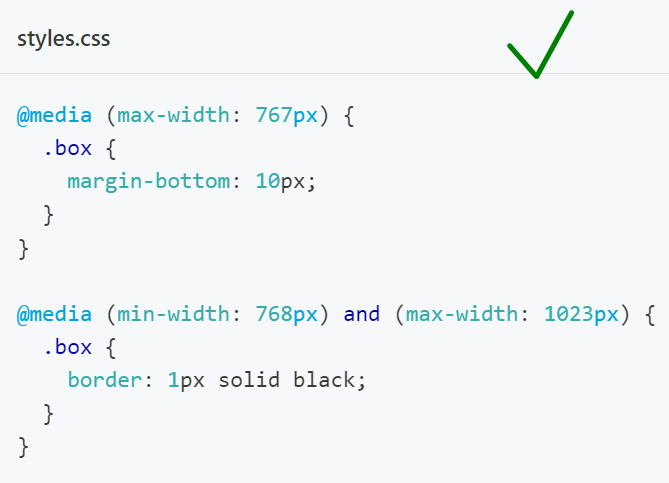 styles.css
@media (max-width: 767px) {
.box {
margin-bottom: 10px;
}
}
@media (min-width: 768px) and (max-width: 1023px) {
.box {
border: 1px solid black;
}
}